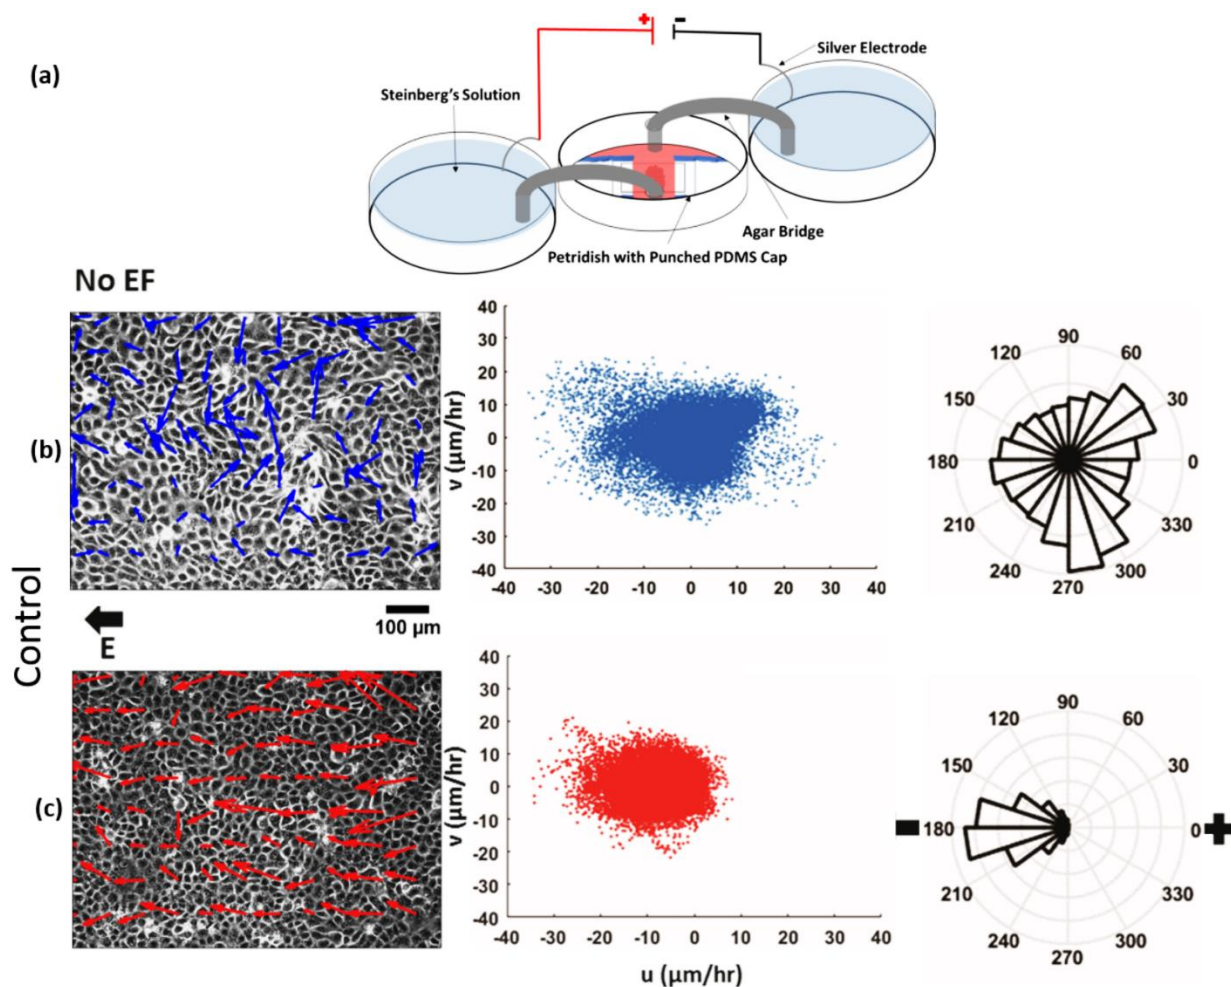 + -
Silver Electrode
(a)
Steinberg's Solution
Agar Bridge
Petridish with Punched PDMS Cap
No EF
Control
(b)
v (μm/hr)
40
30
20
10
0
-10
-20
-30
-40
-40 -30 -20 -10 0 10 20 30 40
90
120 60
150 30
180 0
210 330
240 300
270
E
100 μm
(c)
v (μm/hr)
40
30
20
10
0
-10
-20
-30
-40
-40 -30 -20 -10 0 10 20 30 40
u (μm/hr)
90
120 60
150 30
- 180 0 +
210 330
240 300
270